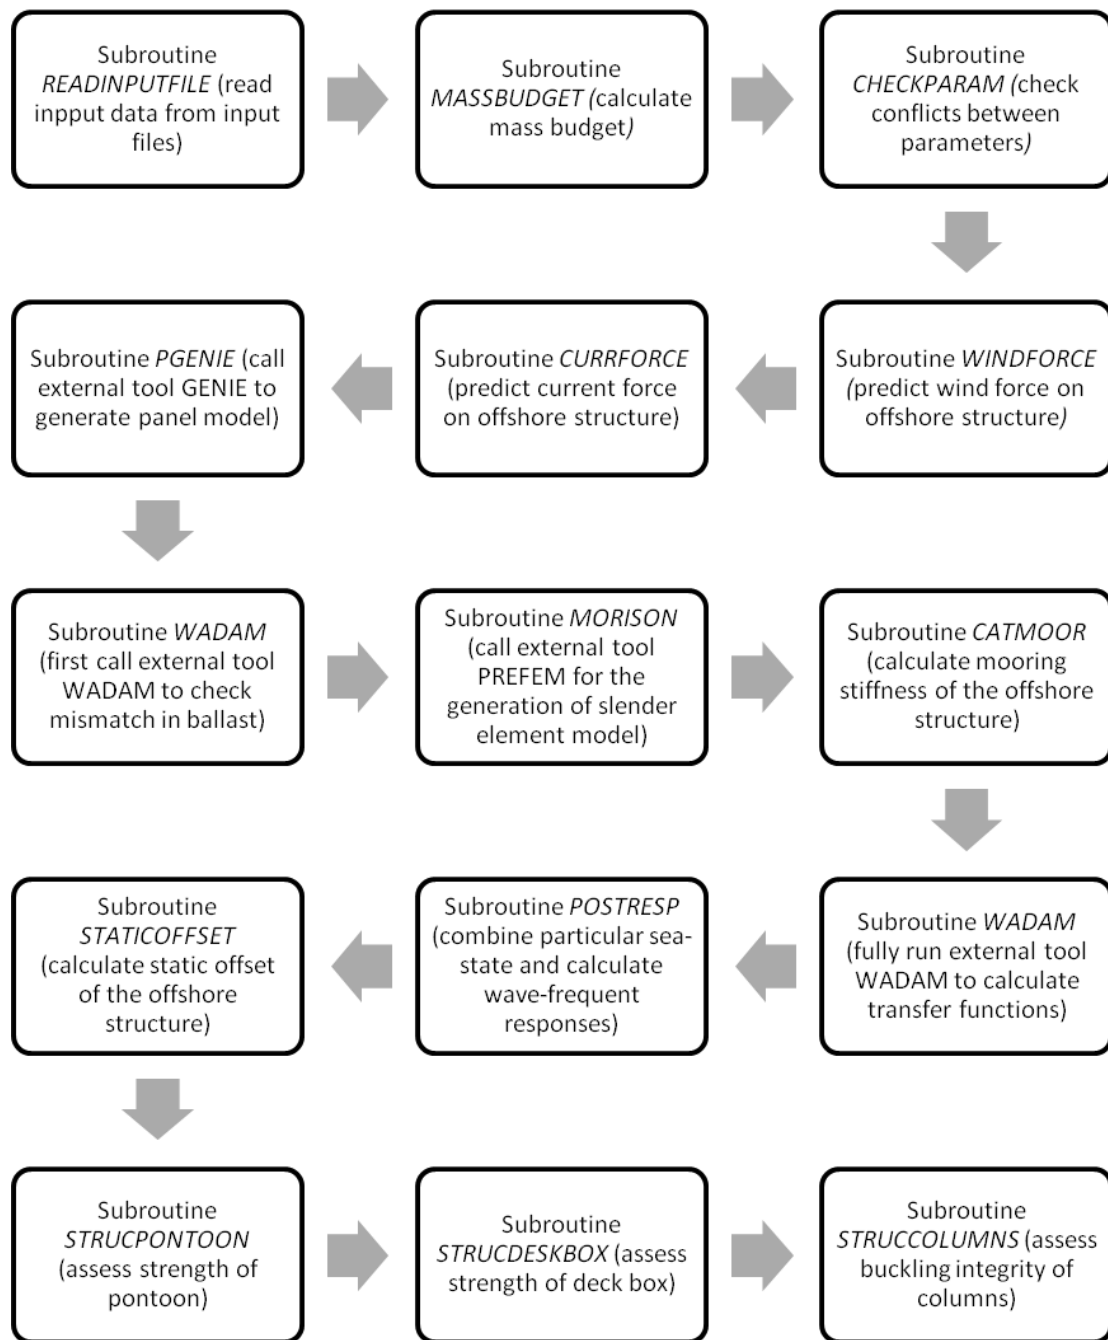 Subroutine
READINPUTFILE (read
inpput data from input
files)
Subroutine
MASSBUDGET (calculate
mass budget)
Subroutine
CHECKPARAM (check
conflicts between
parameters)
Subroutine WINDFORCE
(predict wind force on
offshore structure)
Subroutine CURRFORCE
(predict current force
on offshore structure)
Subroutine PGENIE (call
external tool GENIE to
generate panel model)
Subroutine WADAM
(first call external tool
WADAM to check
mismatch in ballast)
Subroutine MORISON
(call external tool
PREFEM for the
generation of slender
element model)
Subroutine CATMOOR
(calculate mooring
stiffness of the offshore
structure)
Subroutine WADAM
(fully run external tool
WADAM to calculate
transfer functions)
Subroutine POSTRESP
(combine particular sea-
state and calculate
wave-frequent
responses)
Subroutine
STATICOFFSET
(calculate static offset
of the offshore
structure)
Subroutine
STRUCPONTOON
(assess strength of
pontoon)
Subroutine
STRUCDESKBOX (assess
strength of deck box)
Subroutine
STRUCCOLUMNS (assess
buckling integrity of
columns)